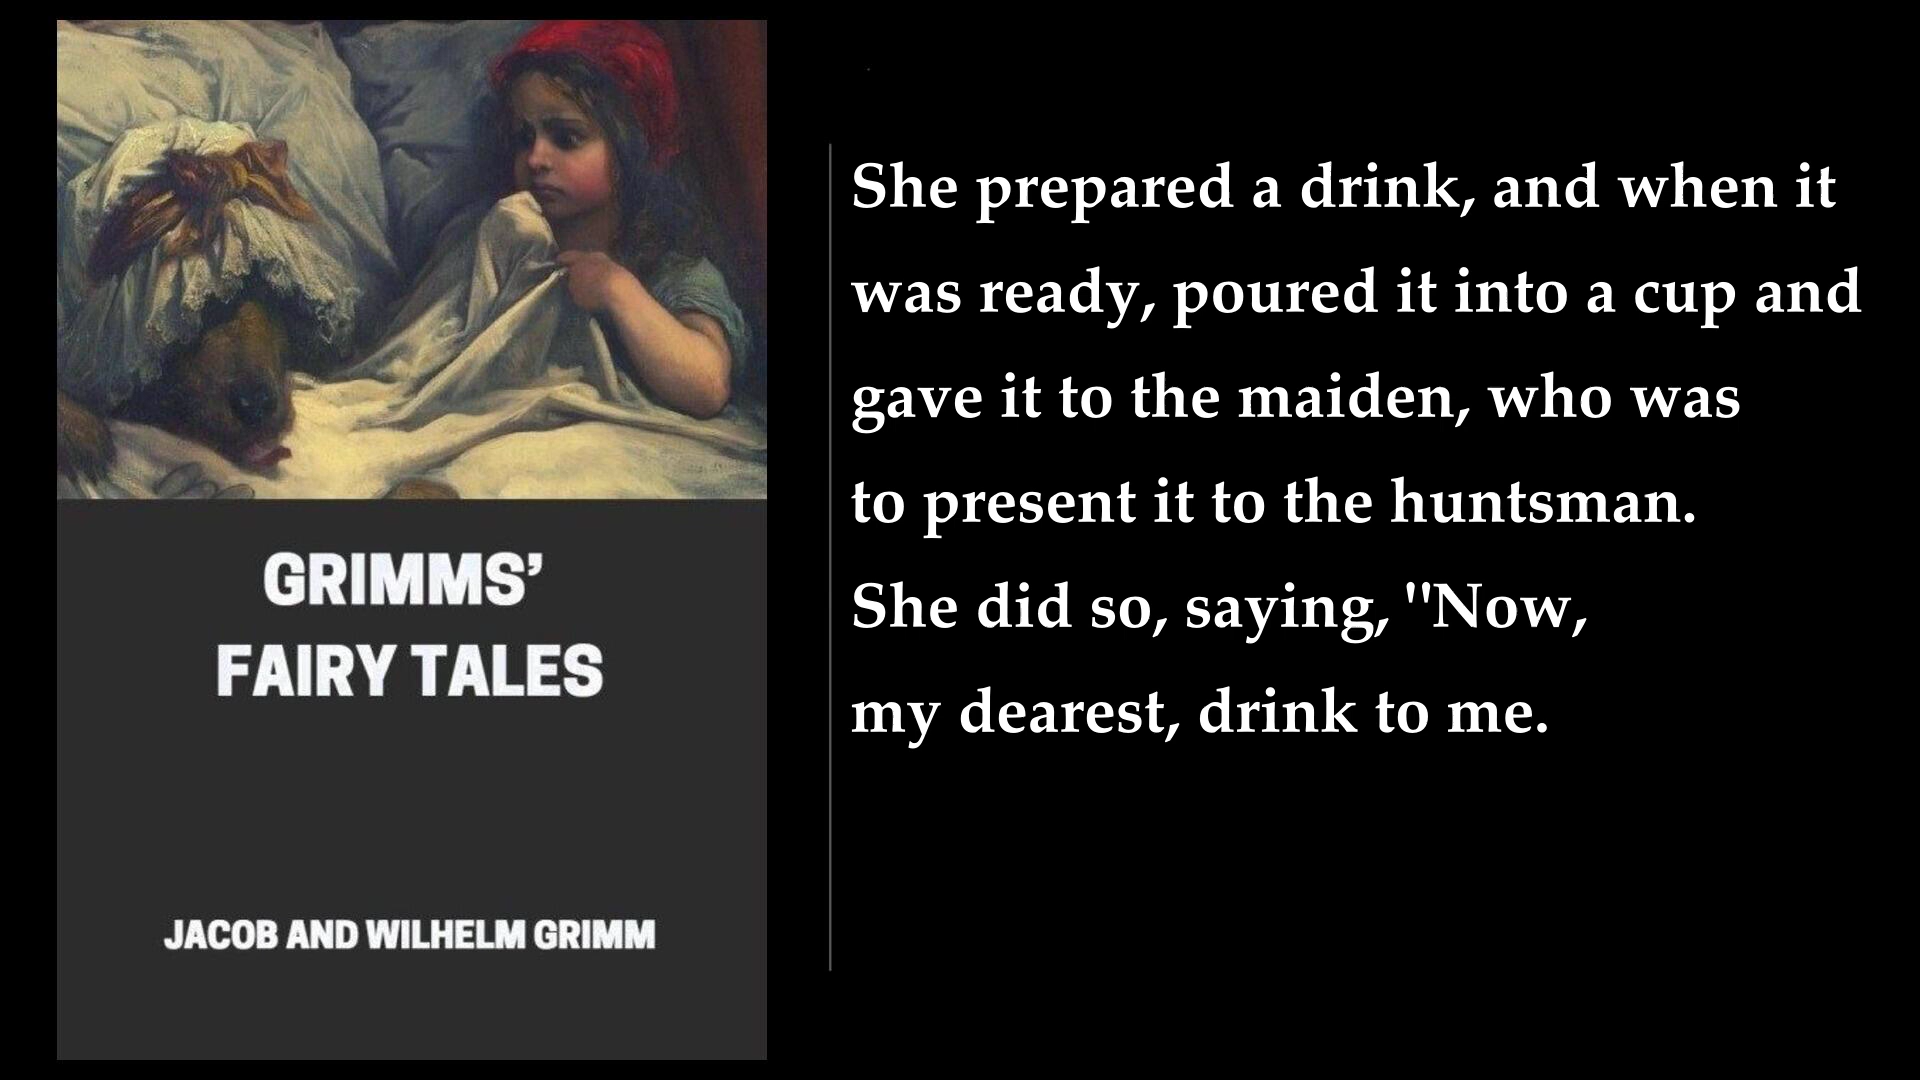 GRIMMS’
FAIRY TALES
JACOB AND WILHELM GRIMM
She prepared a drink, and when it
was ready, poured it into a cup and
gave it to the maiden, who was
to present it to the huntsman.
She did so, saying, "Now,
my dearest, drink to me.